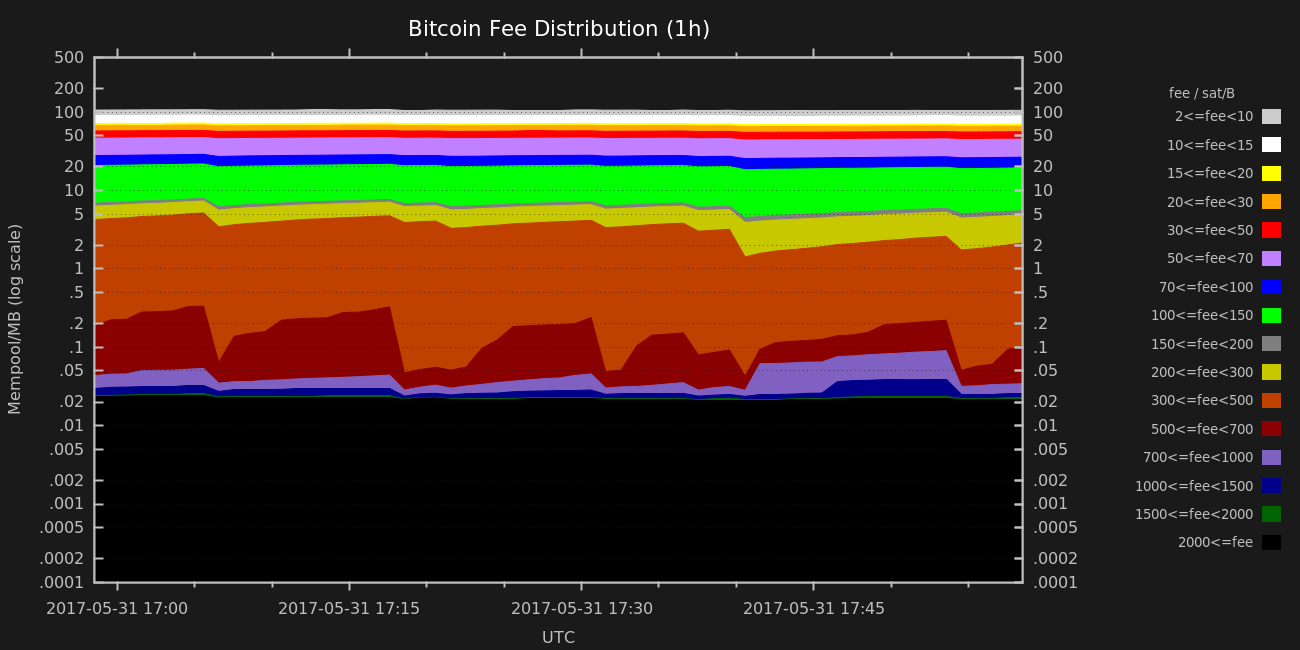 Bitcoin Fee Distribution (1h)
Mempool/MB (log scale)
500
200
100
50
20
10
5
2
1
.5
.2
.1
.05
.02
.01
.005
.002
.001
.0005
.0002
.0001
500
200
100
50
20
10
5
2
1
.5
.2
.1
.05
.02
.01
.005
.002
.001
.0005
.0002
.0001
fee / sat/B
2<=fee<10
10<=fee<15
15<=fee<20
20<=fee<30
30<=fee<50
50<=fee<70
70<=fee<100
100<=fee<150
150<=fee<200
200<=fee<300
300<=fee<500
500<=fee<700
700<=fee<1000
1000<=fee<1500
1500<=fee<2000
2000<=fee
2017-05-31 17:00 2017-05-31 17:15 2017-05-31 17:30 2017-05-31 17:45
UTC